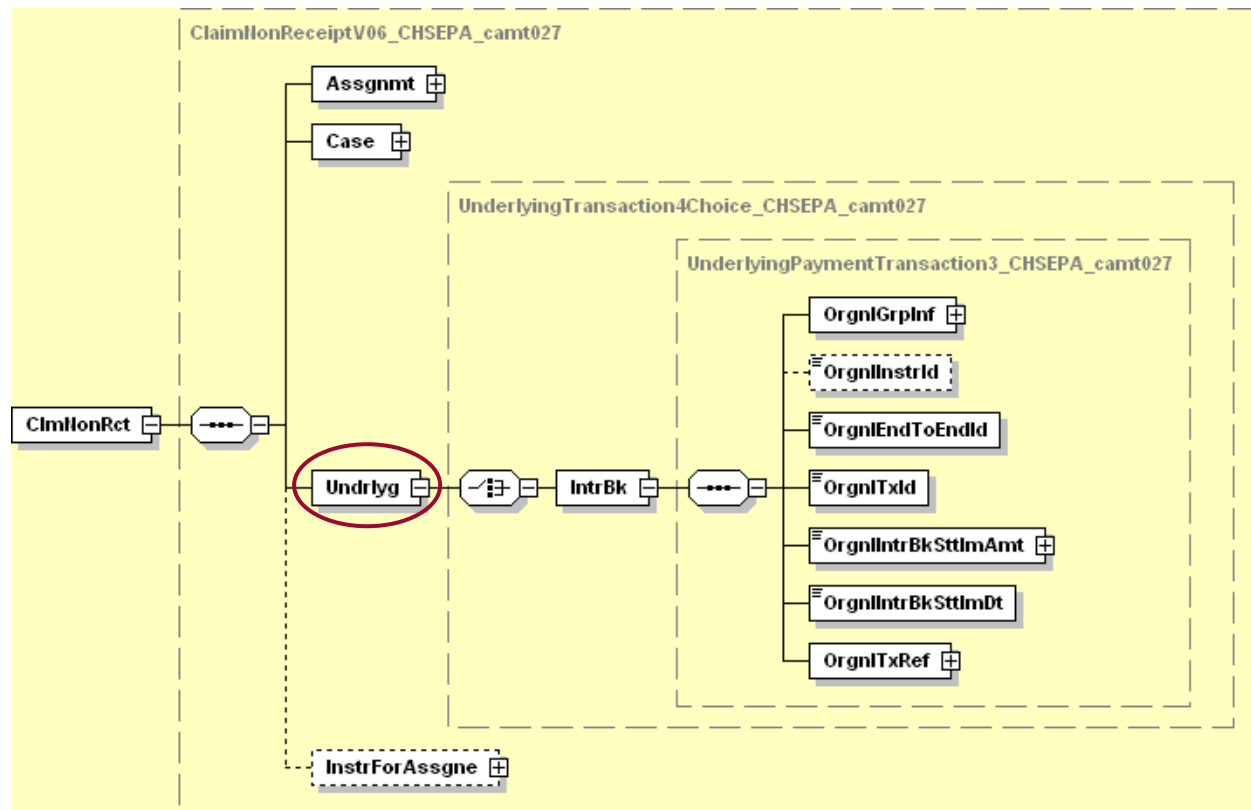 ClaimNonReceiptV06_CHSEPA_camt027
Assgnmt
Case
UnderlyingTransaction4Choice_CHSEPA_camt027
UnderlyingPaymentTransaction3_CHSEPA_camt027
OrgnlGrpInf
OrgnlInstrId
ClmNonRct
OrgnlEndToEndId
Undrlyg
IntrBk
OrgnlTxId
OrgnlIntrBkSttlmAmt
OrgnlIntrBkSttlmDt
OrgnlTxRef
InstrForAssgne